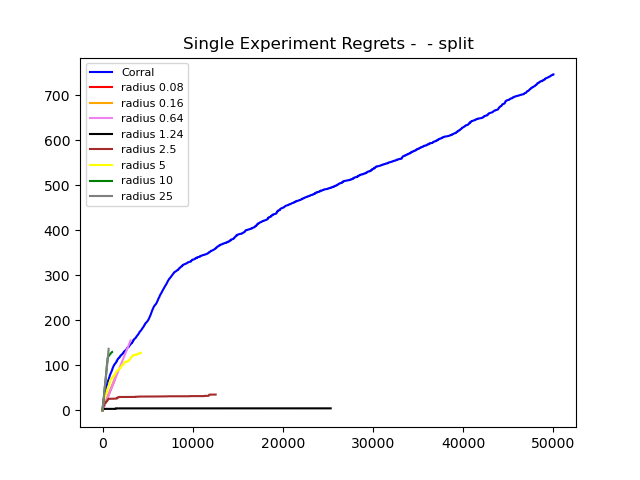 Single Experiment Regrets -  - split
Corral
radius 0.08
radius 0.16
radius 0.64
radius 1.24
radius 2.5
radius 5
radius 10
radius 25
700
600
500
400
300
200
100
0
0 10000 20000 30000 40000 50000